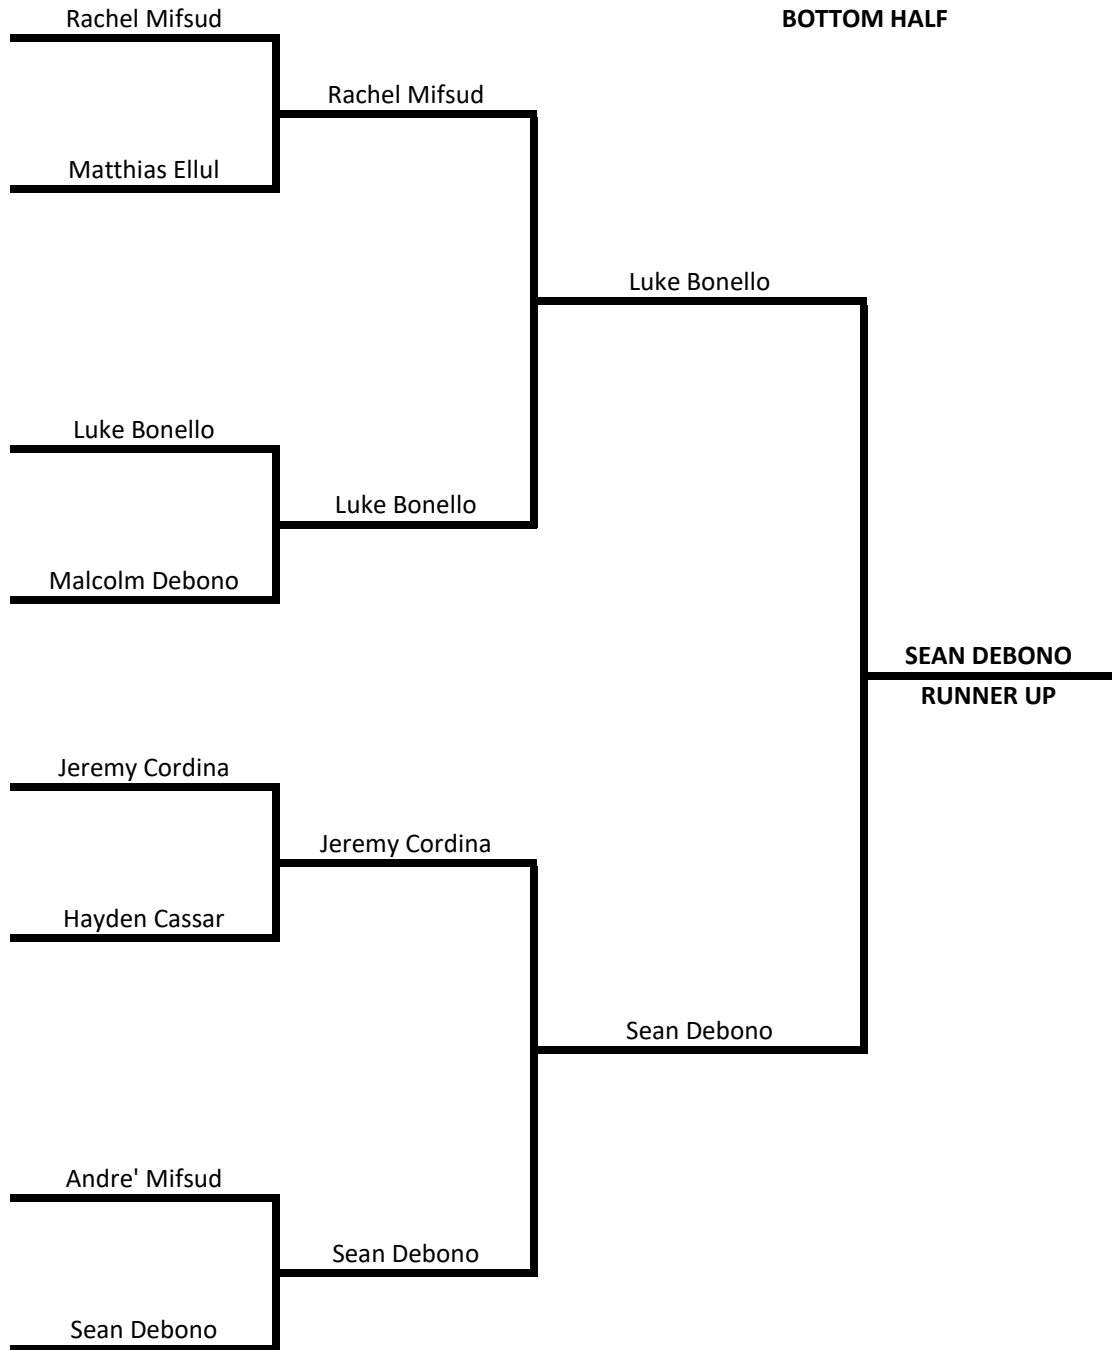 Rachel Mifsud
BOTTOM HALF
Rachel Mifsud
Matthias Ellul
Luke Bonello
Luke Bonello
Luke Bonello
Malcolm Debono
SEAN DEBONO
RUNNER UP
Jeremy Cordina
Jeremy Cordina
Hayden Cassar
Sean Debono
Andre' Mifsud
Sean Debono
Sean Debono